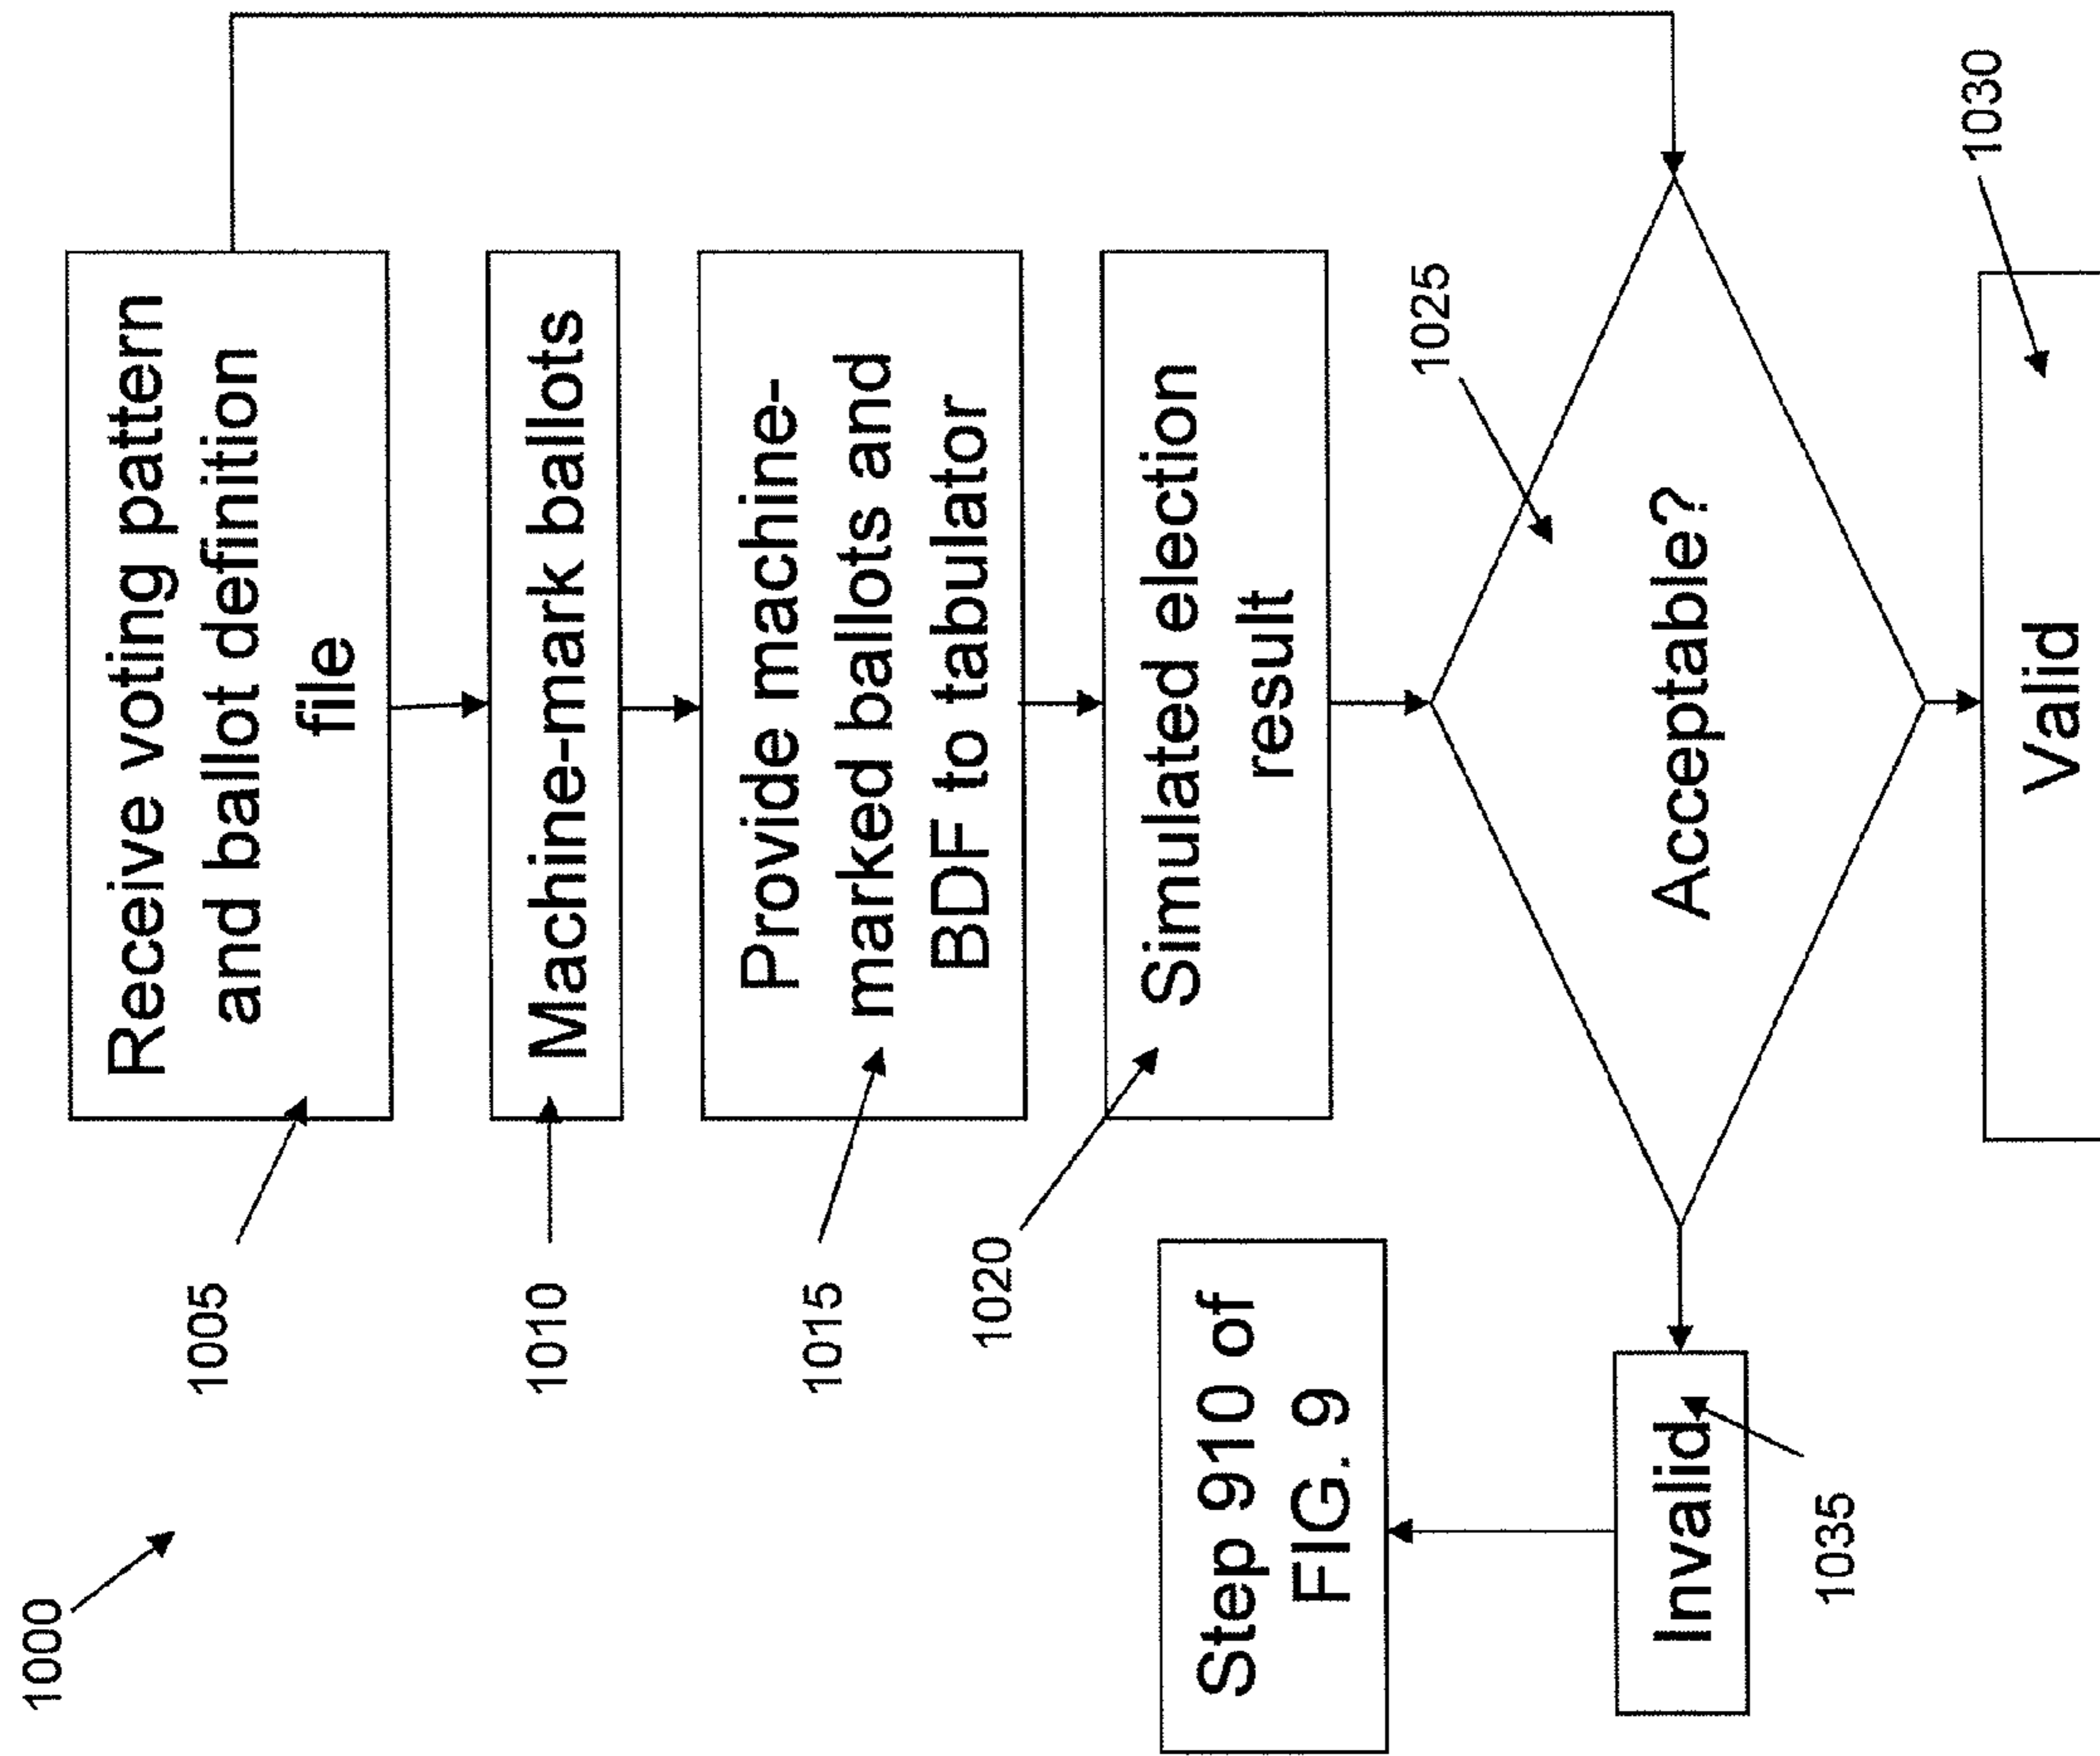 1000
Receive voting pattern
and ballot definition
file
1005
Machine-mark ballots
1010
Provide machine-
marked ballots and
BDF to tabulator
1015
Simulated election
result
1020
Acceptable?
1025
Valid
1030
Invalid
1035
Step 910 of
FIG. 9